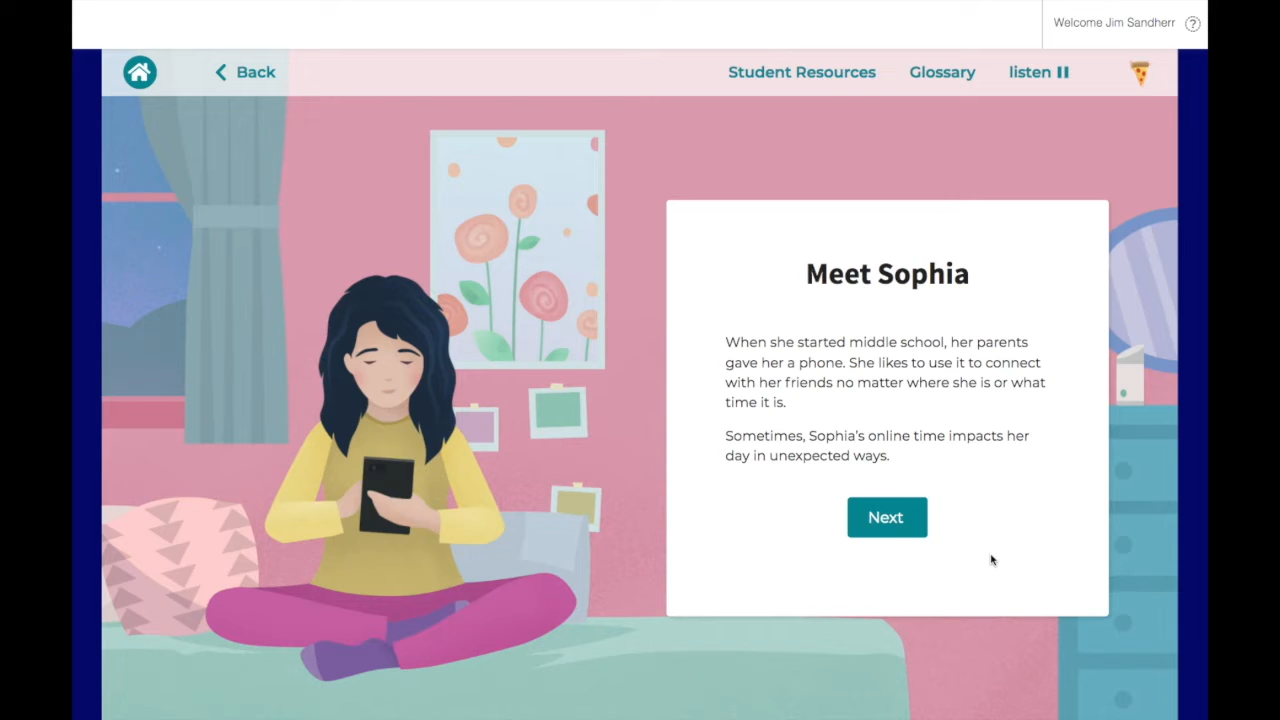 Welcome Jim Sandherr ?
Back
Student Resources
Glossary
listen
Meet Sophia
When she started middle school, her parents
gave her a phone. She likes to use it to connect
with her friends no matter where she is or what
time it is.
Sometimes, Sophia's online time impacts her
day in unexpected ways.
Next